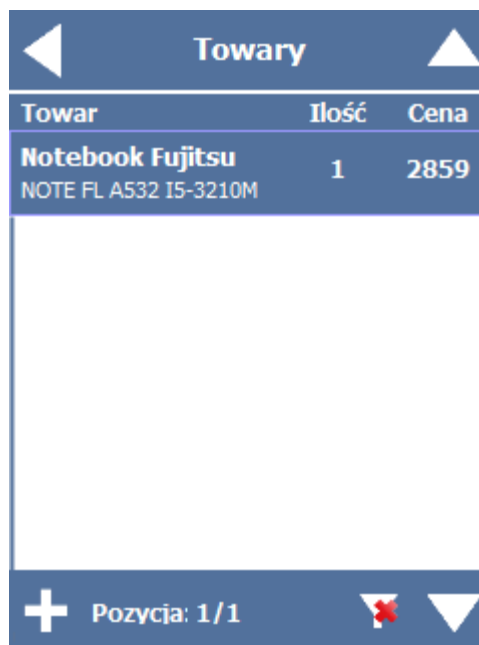 Towary
Towar Ilość Cena
Notebook Fujitsu 1 2859
NOTE FL A532 I5-3210M
Pozycja: 1/1